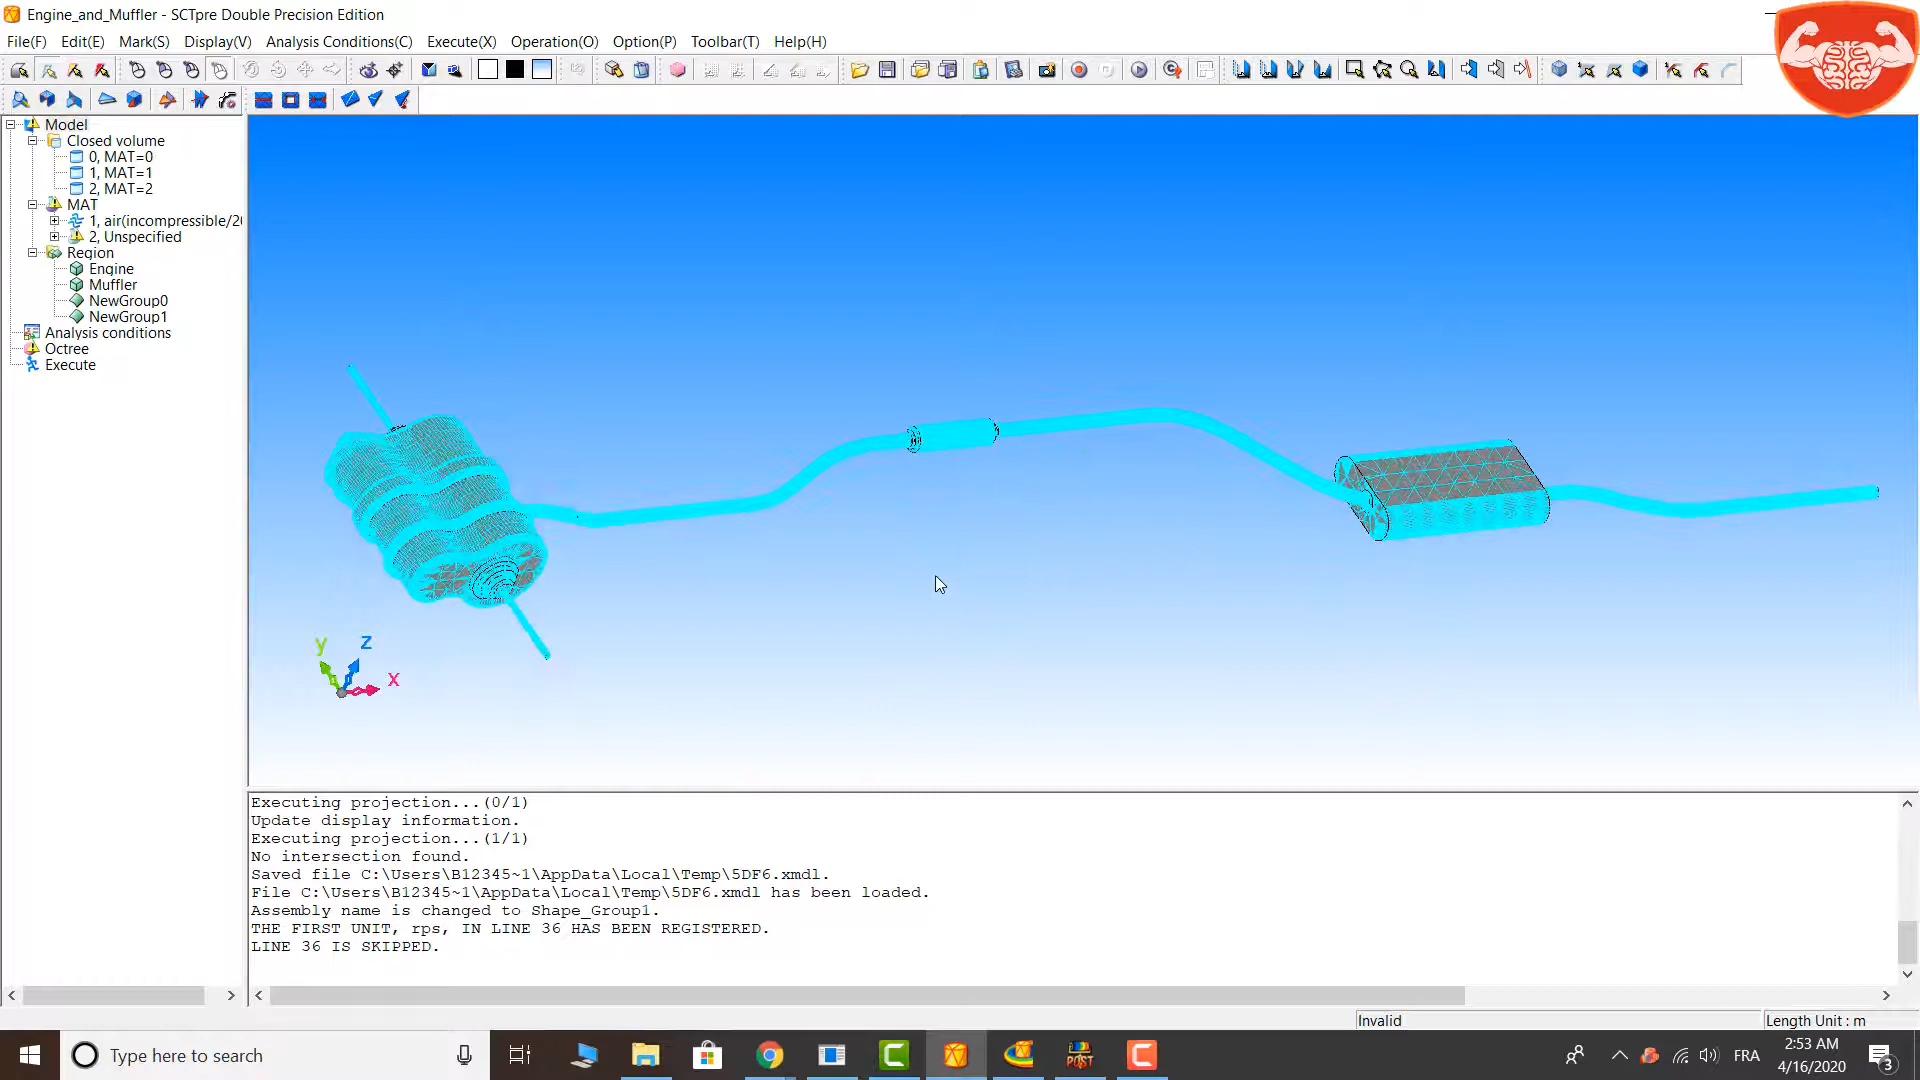 Engine_and_Muffler - SCTpre Double Precision Edition
File(F) Edit(E) Mark(S) Display(V) Analysis Conditions(C) Execute(X) Operation(O) Option(P) Toolbar(T) Help(H)
Model
Closed volume
0, MAT=0
1, MAT=1
2, MAT=2
MAT
1, air(incompressible/20
2, Unspecified
Region
Engine
Muffler
NewGroup0
NewGroup1
Analysis conditions
Octree
Execute
y
z
x
Executing projection...(0/1)
Update display information.
Executing projection...(1/1)
No intersection found.
Saved file C:\Users\B12345~1\AppData\Local\Temp\5DF6.xmdl.
File C:\Users\B12345~1\AppData\Local\Temp\5DF6.xmdl has been loaded.
Assembly name is changed to Shape_Group1.
THE FIRST UNIT, rps, IN LINE 36 HAS BEEN REGISTERED.
LINE 36 IS SKIPPED.
Invalid
Length Unit : m
Type here to search
POST
FRA
2:53 AM
4/16/2020
3